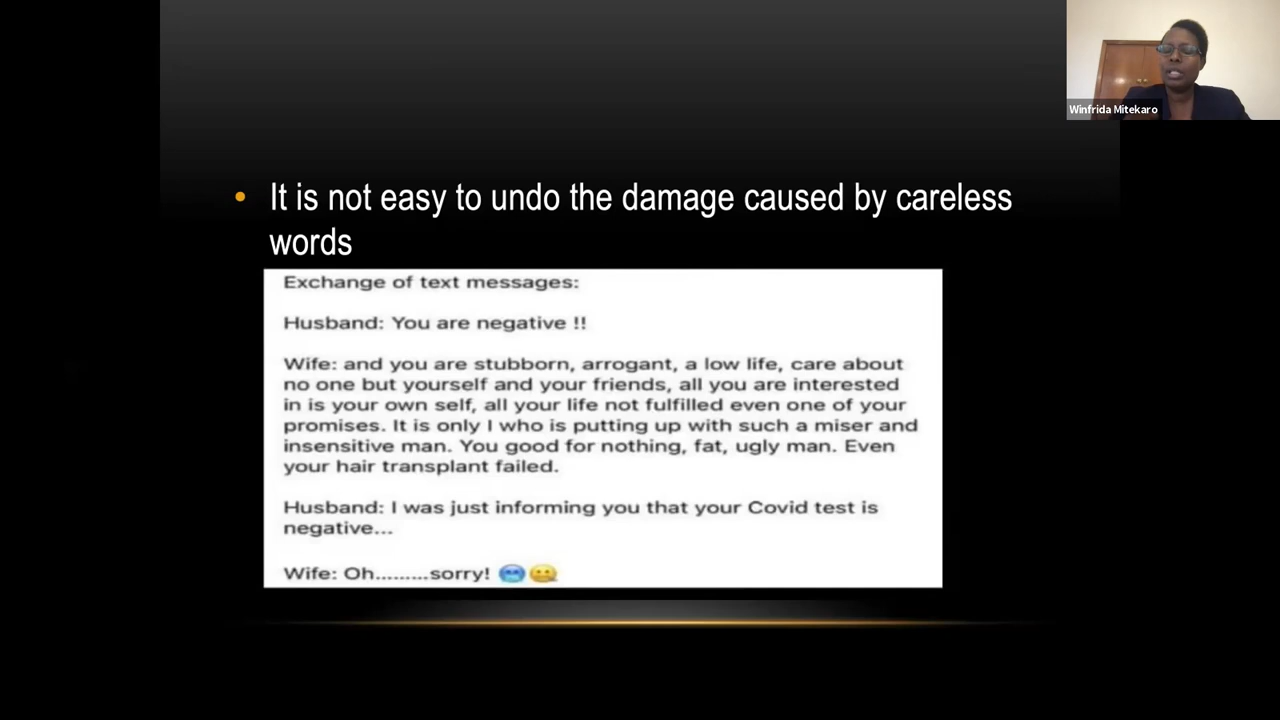 Winfrida Mitekaro
• It is not easy to undo the damage caused by careless
words
Exchange of text messages:
Husband: You are negative !!
Wife: and you are stubborn, arrogant, a low life, care about
no one but yourself and your friends, all you are interested
in is your own self, all your life not fulfilled even one of your
promises. It is only I who is putting up with such a miser and
insensitive man. You good for nothing, fat, ugly man. Even
your hair transplant failed.
Husband: I was just informing you that your Covid test is
negative...
Wife: Oh.........sorry! 🥶🤐